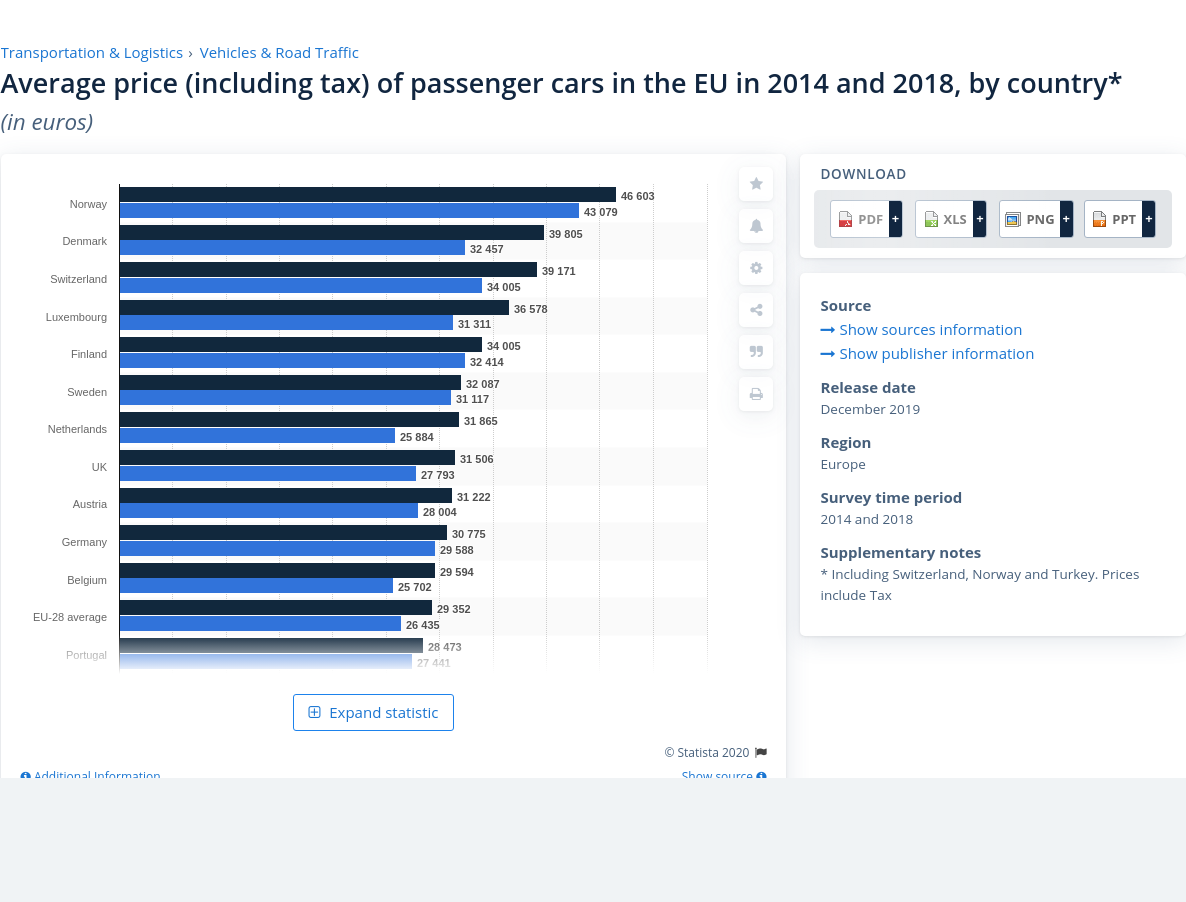 Transportation & Logistics › Vehicles & Road Traffic
Average price (including tax) of passenger cars in the EU in 2014 and 2018, by country*
(in euros)
Norway
46 603
43 079
Denmark
39 805
32 457
Switzerland
39 171
34 005
Luxembourg
36 578
31 311
Finland
34 005
32 414
Sweden
32 087
31 117
Netherlands
31 865
25 884
UK
31 506
27 793
Austria
31 222
28 004
Germany
30 775
29 588
Belgium
29 594
25 702
EU-28 average
29 352
26 435
Portugal
28 473
27 441
Expand statistic
© Statista 2020
Additional Information
Show source
DOWNLOAD
PDF +
XLS +
PNG +
PPT +
Source
Show sources information
Show publisher information
Release date
December 2019
Region
Europe
Survey time period
2014 and 2018
Supplementary notes
* Including Switzerland, Norway and Turkey. Prices
include Tax